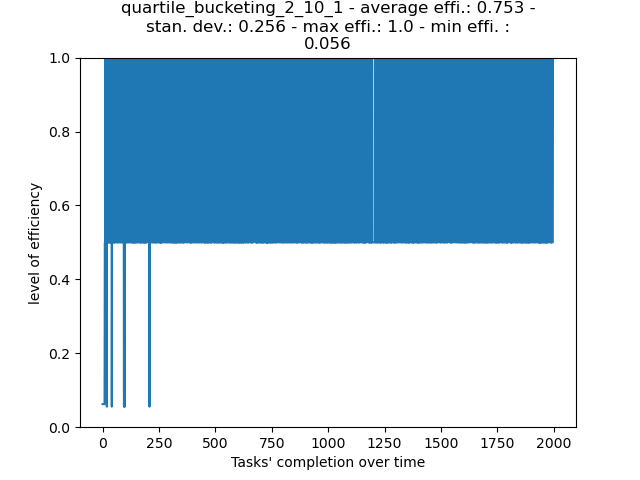 quartile_bucketing_2_10_1 - average effi.: 0.753 -
stan. dev.: 0.256 - max effi.: 1.0 - min effi. :
0.056
1.0
0.8
0.6
0.4
0.2
0.0
level of efficiency
0 250 500 750 1000 1250 1500 1750 2000
Tasks' completion over time